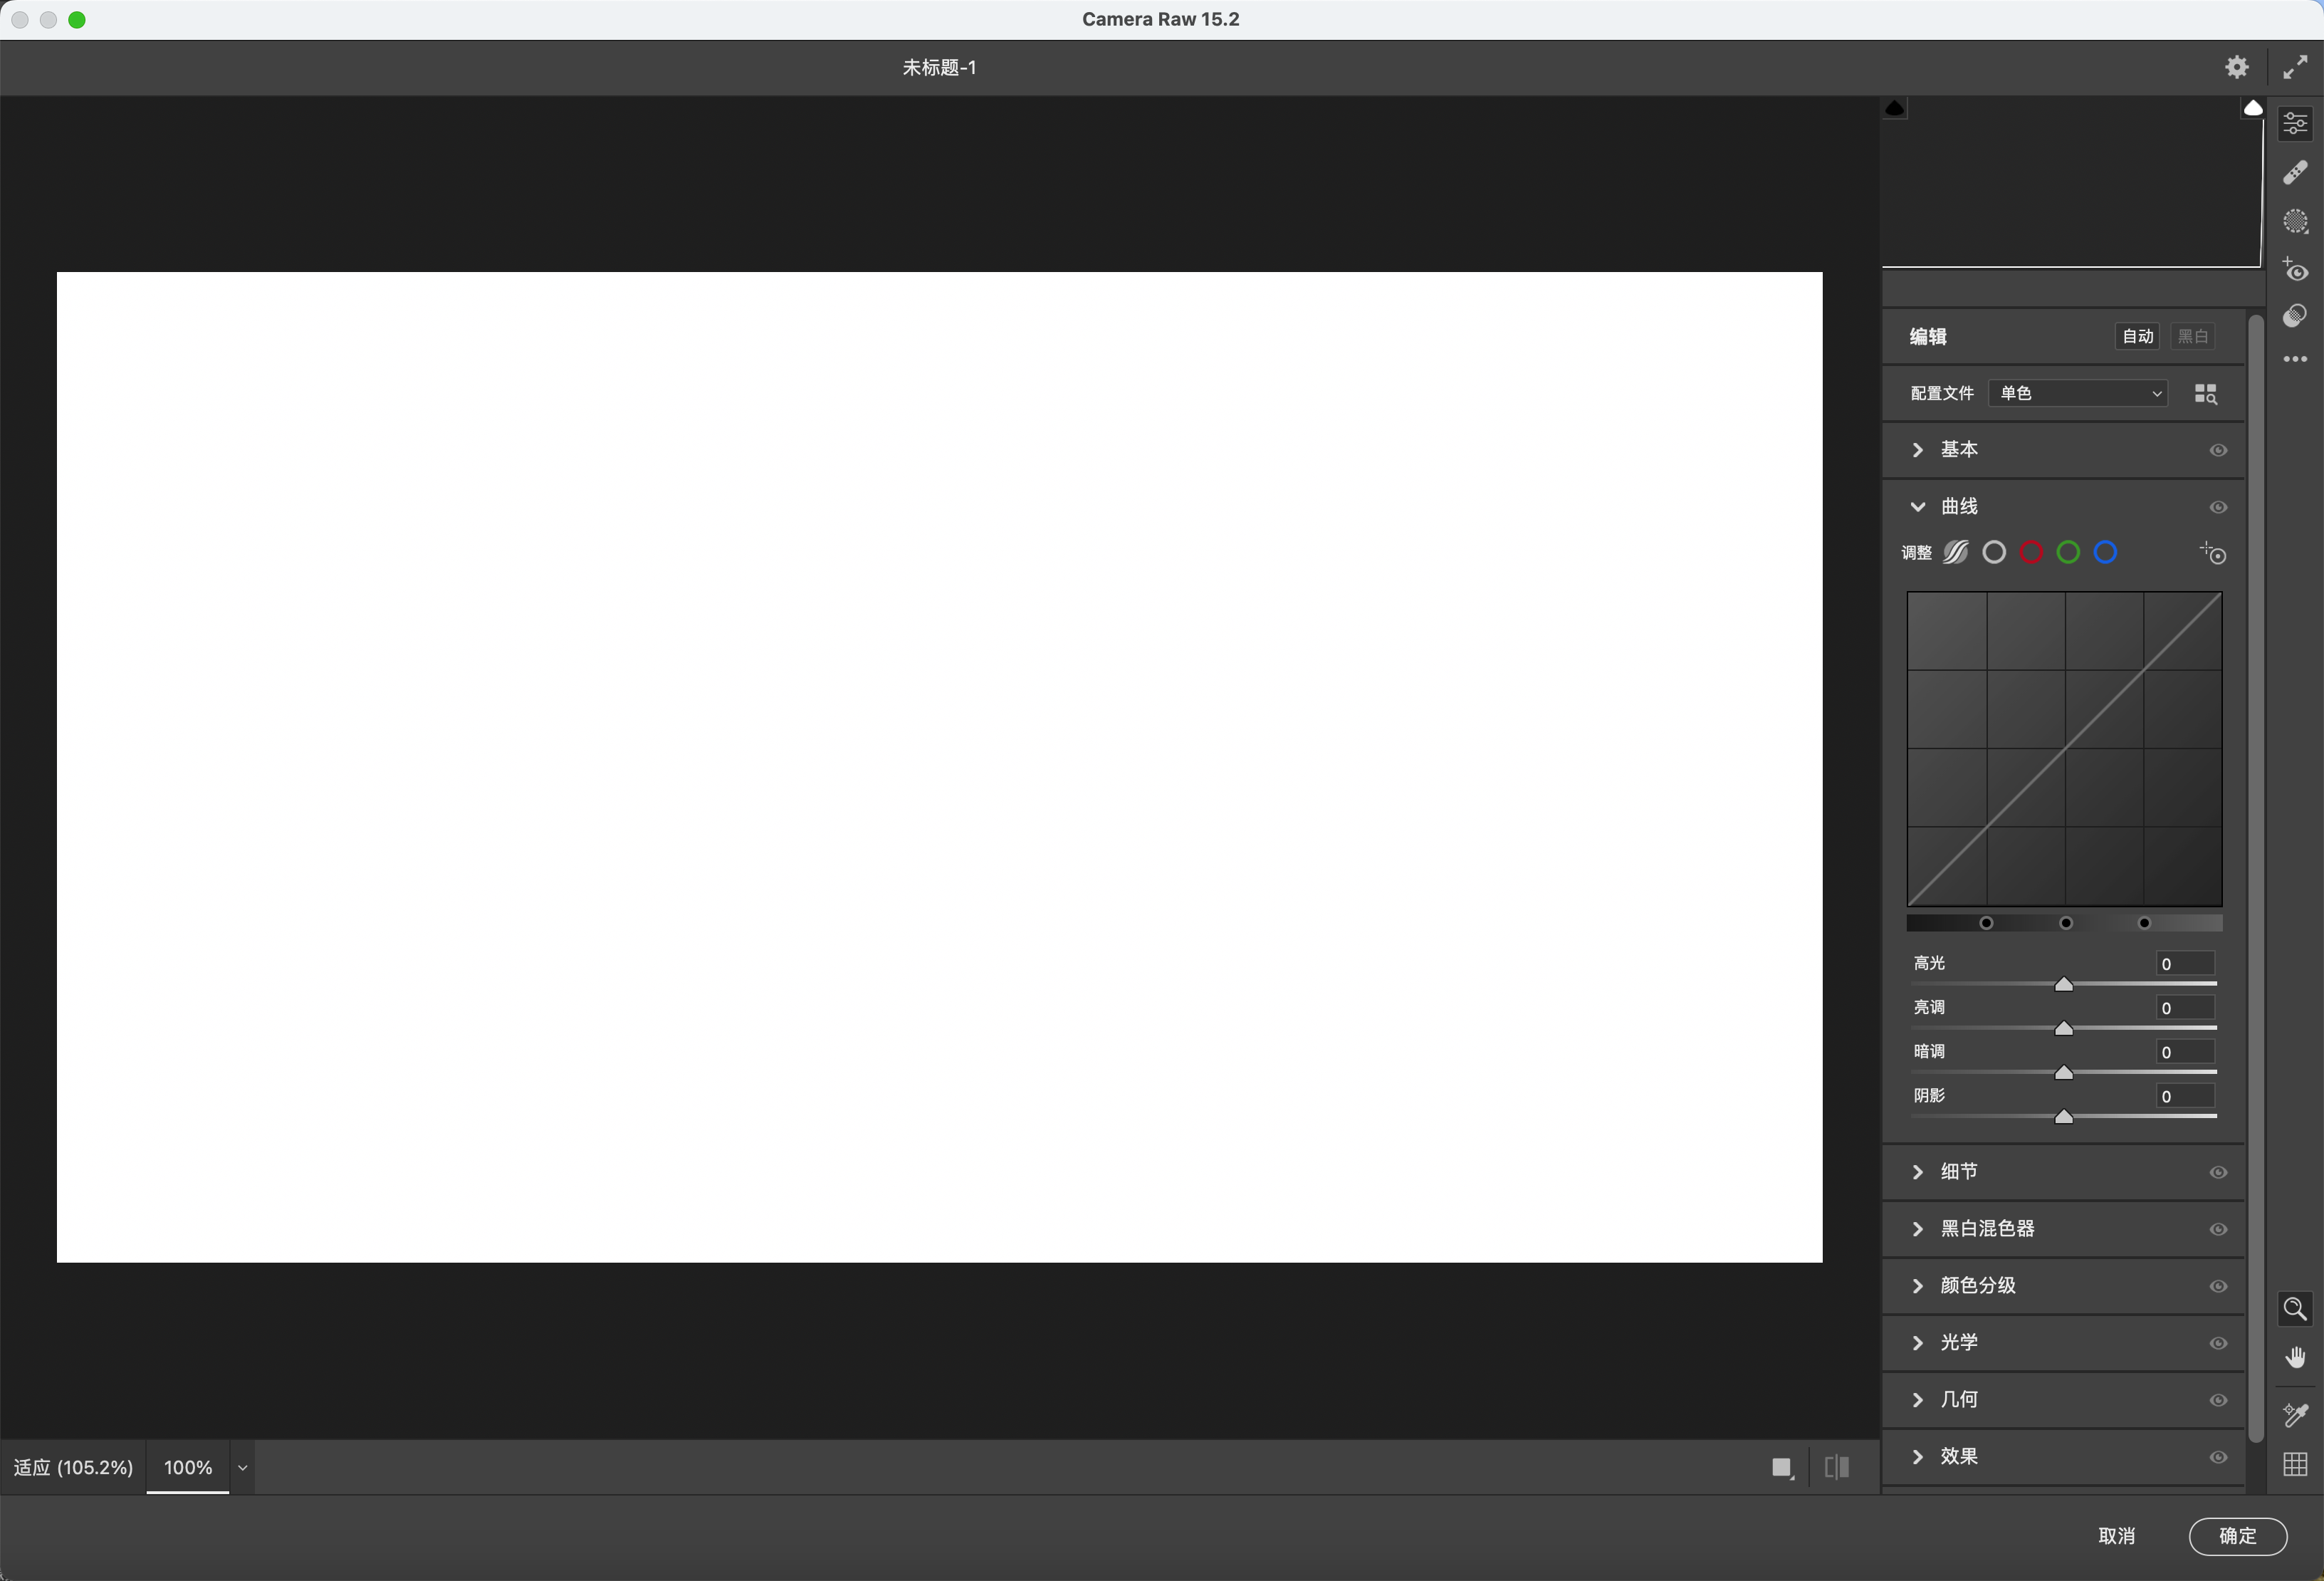 Camera Raw 15.2
未标题-1
编辑 自动 黑白
配置文件 单色
基本
曲线
调整
高光 0
亮调 0
暗调 0
阴影 0
细节
黑白混色器
颜色分级
光学
几何
效果
适应 (105.2%) 100%
取消 确定